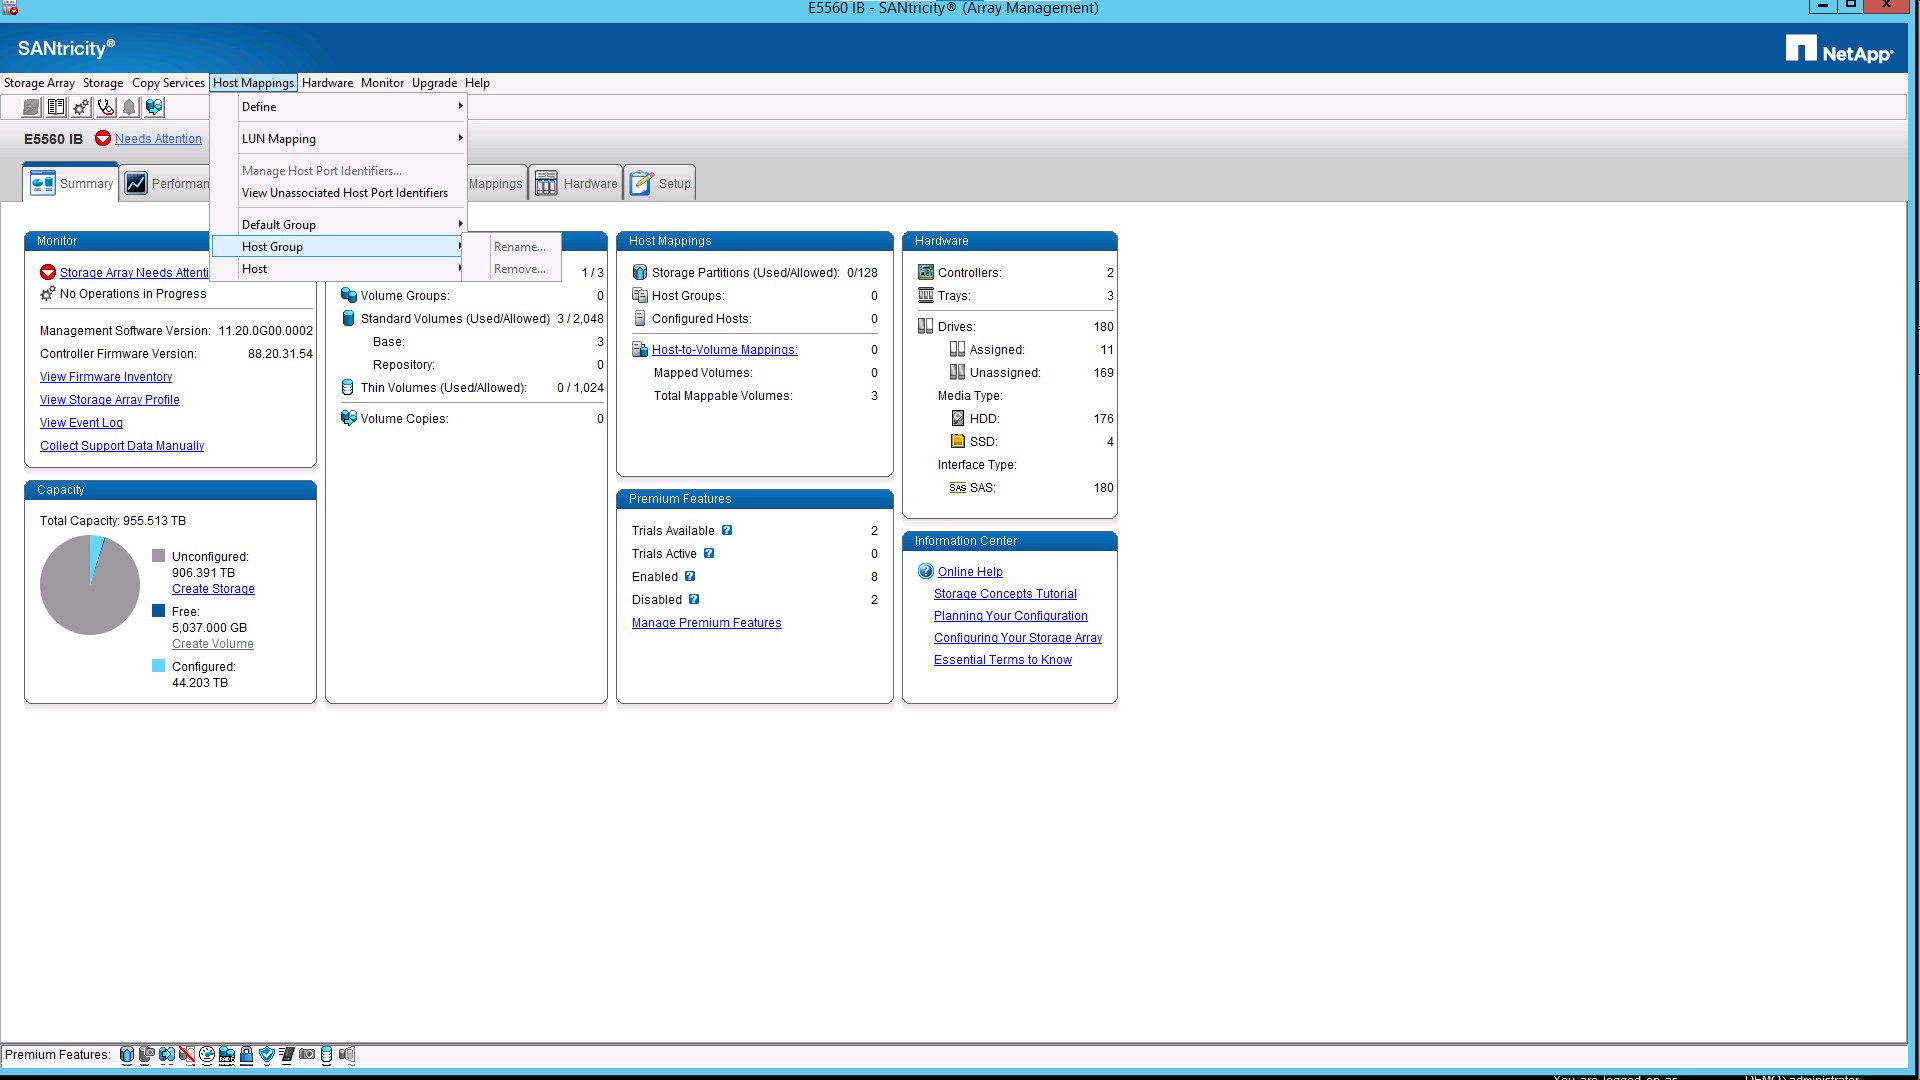 E5560 IB - SANtricity® (Array Management)
SANtricity®
NetApp®
Storage Array Storage Copy Services Host Mappings Hardware Monitor Upgrade Help
Define
LUN Mapping
Manage Host Port Identifiers...
View Unassociated Host Port Identifiers
Default Group
Host Group
Host
Rename...
Remove...
E5560 IB Needs Attention
Summary
Performan
Mappings
Hardware
Setup
Monitor
Storage Array Needs Attenti
No Operations in Progress
Management Software Version: 11.20.0G00.0002
Controller Firmware Version: 88.20.31.54
View Firmware Inventory
View Storage Array Profile
View Event Log
Collect Support Data Manually
Capacity
Total Capacity: 955.513 TB
Unconfigured:
906.391 TB
Create Storage
Free:
5,037.000 GB
Create Volume
Configured:
44.203 TB
1 / 3
Volume Groups: 0
Standard Volumes (Used/Allowed) 3 / 2,048
Base: 3
Repository: 0
Thin Volumes (Used/Allowed): 0 / 1,024
Volume Copies: 0
Host Mappings
Storage Partitions (Used/Allowed): 0/128
Host Groups: 0
Configured Hosts: 0
Host-to-Volume Mappings: 0
Mapped Volumes: 0
Total Mappable Volumes: 3
Premium Features
Trials Available ? 2
Trials Active ? 0
Enabled ? 8
Disabled ? 2
Manage Premium Features
Hardware
Controllers: 2
Trays: 3
Drives: 180
Assigned: 11
Unassigned: 169
Media Type:
HDD: 176
SSD: 4
Interface Type:
SAS SAS: 180
Information Center
? Online Help
Storage Concepts Tutorial
Planning Your Configuration
Configuring Your Storage Array
Essential Terms to Know
Premium Features:
You are logged on as DEMO\administrator